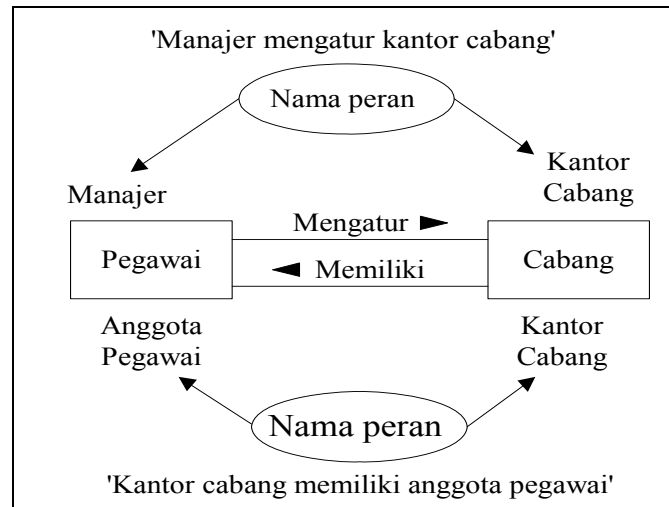 'Manajer mengatur kantor cabang'
Nama peran
Manajer
Kantor
Cabang
Mengatur
Pegawai
Cabang
Memiliki
Anggota
Pegawai
Kantor
Cabang
Nama peran
'Kantor cabang memiliki anggota pegawai'